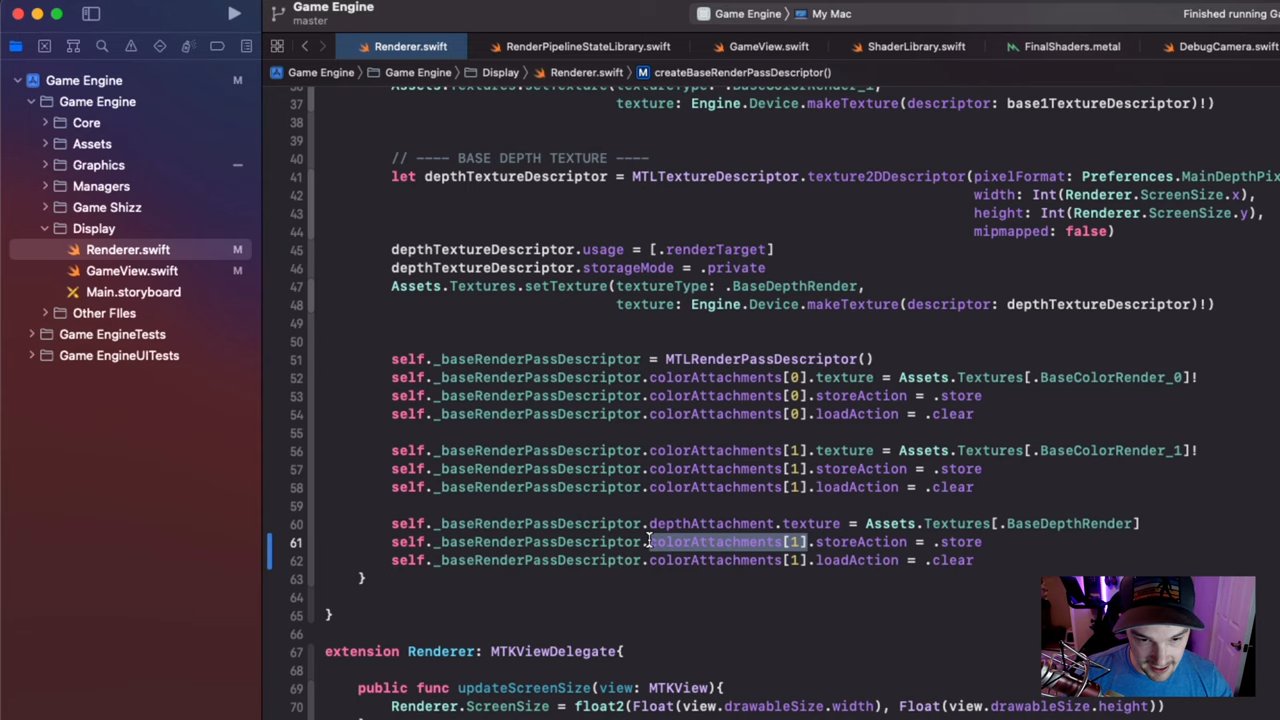 Game Engine
master
Game Engine
My Mac
Finished running
Renderer.swift
RenderPipelineStateLibrary.swift
GameView.swift
ShaderLibrary.swift
FinalShaders.metal
DebugCamera.swift
Game Engine
Game Engine
Display
Renderer.swift
M createBaseRenderPassDescriptor()
Game Engine M
Game Engine
Core
Assets
Graphics
Managers
Game Shizz
Display
Renderer.swift M
GameView.swift M
Main.storyboard
Other FIles
Game EngineTests
Game EngineUITests
36 Assets.Textures.setTexture(textureType: .BaseColorRender_1,
37 texture: Engine.Device.makeTexture(descriptor: base1TextureDescriptor)!)
38
39
40 // ---- BASE DEPTH TEXTURE ----
41 let depthTextureDescriptor = MTLTextureDescriptor.texture2DDescriptor(pixelFormat: Preferences.MainDepthPix
42 width: Int(Renderer.ScreenSize.x),
43 height: Int(Renderer.ScreenSize.y),
44 mipmapped: false)
45 depthTextureDescriptor.usage = [.renderTarget]
46 depthTextureDescriptor.storageMode = .private
47 Assets.Textures.setTexture(textureType: .BaseDepthRender,
48 texture: Engine.Device.makeTexture(descriptor: depthTextureDescriptor)!)
49
50
51 self._baseRenderPassDescriptor = MTLRenderPassDescriptor()
52 self._baseRenderPassDescriptor.colorAttachments[0].texture = Assets.Textures[.BaseColorRender_0]!
53 self._baseRenderPassDescriptor.colorAttachments[0].storeAction = .store
54 self._baseRenderPassDescriptor.colorAttachments[0].loadAction = .clear
55
56 self._baseRenderPassDescriptor.colorAttachments[1].texture = Assets.Textures[.BaseColorRender_1]!
57 self._baseRenderPassDescriptor.colorAttachments[1].storeAction = .store
58 self._baseRenderPassDescriptor.colorAttachments[1].loadAction = .clear
59
60 self._baseRenderPassDescriptor.depthAttachment.texture = Assets.Textures[.BaseDepthRender]
61 self._baseRenderPassDescriptor.colorAttachments[1].storeAction = .store
62 self._baseRenderPassDescriptor.colorAttachments[1].loadAction = .clear
63 }
64
65 }
66
67 extension Renderer: MTKViewDelegate{
68
69 public func updateScreenSize(view: MTKView){
70 Renderer.ScreenSize = float2(Float(view.drawableSize.width), Float(view.drawableSize.height))